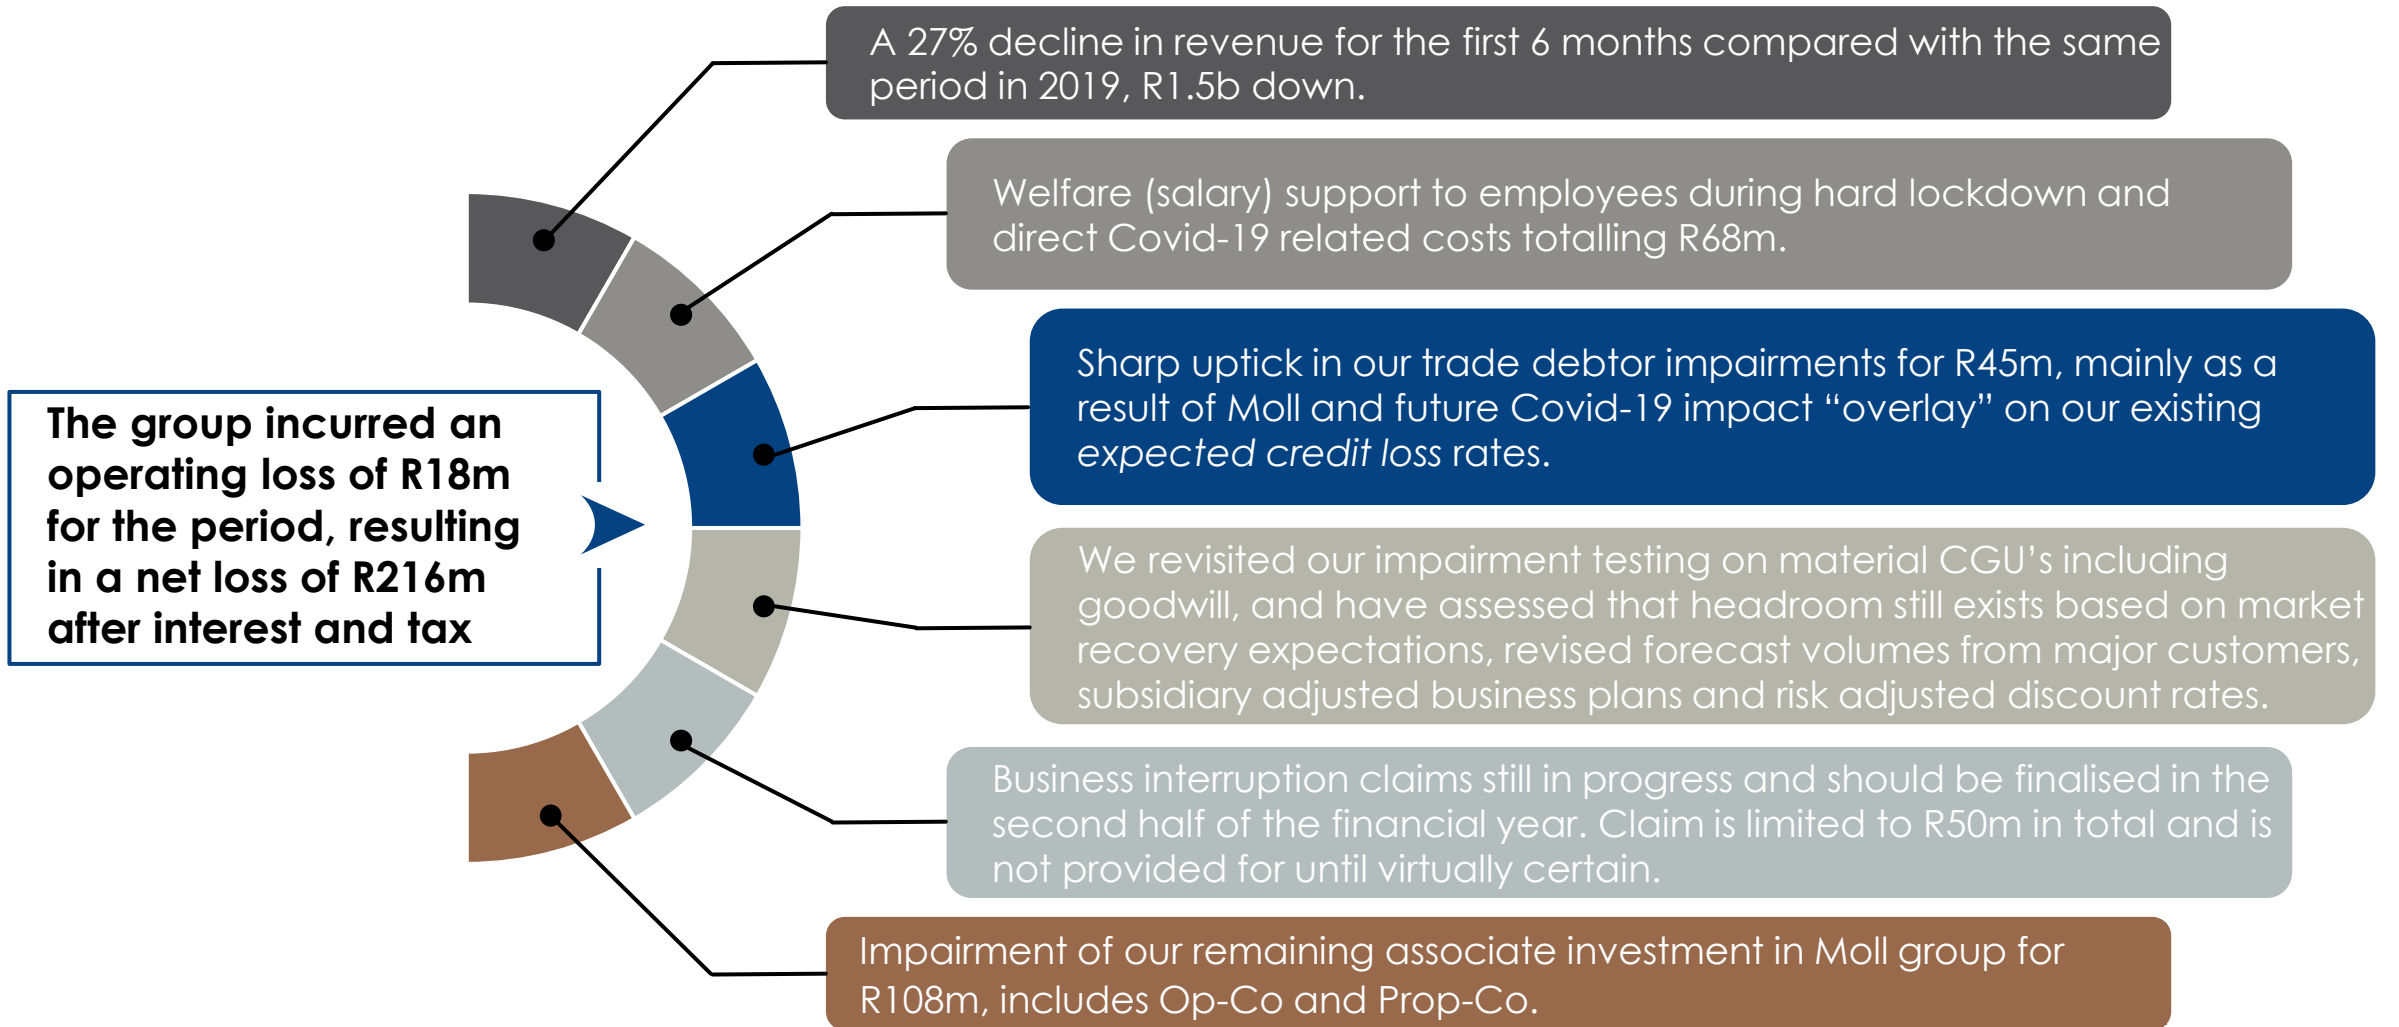 The group incurred an
operating loss of R18m
for the period, resulting
in a net loss of R216m
after interest and tax
A 27% decline in revenue for the first 6 months compared with the same
period in 2019, R1.5b down.
Welfare (salary) support to employees during hard lockdown and
direct Covid-19 related costs totalling R68m.
Sharp uptick in our trade debtor impairments for R45m, mainly as a
result of Moll and future Covid-19 impact “overlay” on our existing
expected credit loss rates.
We revisited our impairment testing on material CGU’s including
goodwill, and have assessed that headroom still exists based on market
recovery expectations, revised forecast volumes from major customers,
subsidiary adjusted business plans and risk adjusted discount rates.
Business interruption claims still in progress and should be finalised in the
second half of the financial year. Claim is limited to R50m in total and is
not provided for until virtually certain.
Impairment of our remaining associate investment in Moll group for
R108m, includes Op-Co and Prop-Co.